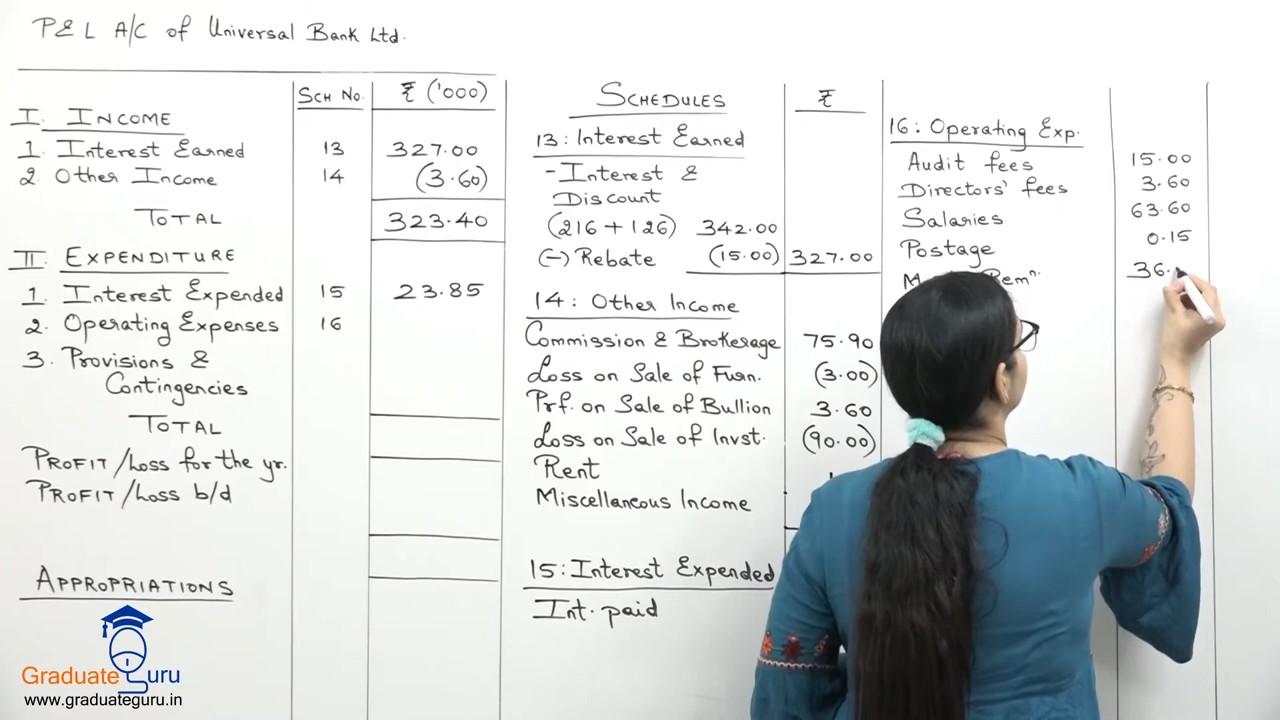 P & L A/C of Universal Bank Ltd.
SCH NO. ₹ ('000)
I. INCOME
1. Interest Earned 13 327.00
2. Other Income 14 (3.60)
TOTAL 323.40
II EXPENDITURE
1. Interest Expended 15 23.85
2. Operating Expenses 16
3. Provisions &
Contingencies
TOTAL
PROFIT/Loss for the yr.
PROFIT/Loss b/d
APPROPRIATIONS
SCHEDULES ₹
13: Interest Earned
- Interest &
Discount
(216 + 126) 342.00
(-) Rebate (15.00) 327.00
14: Other Income
Commission & Brokerage 75.90
Loss on Sale of Furn. (3.00)
Prf. on Sale of Bullion 3.60
Loss on Sale of Invst. (90.00)
Rent
Miscellaneous Income
15: Interest Expended
Int. paid
16: Operating Exp.
Audit fees 15.00
Directors' fees 3.60
Salaries 63.60
Postage 0.15
Remn. 36.
Graduate Guru
www.graduateguru.in